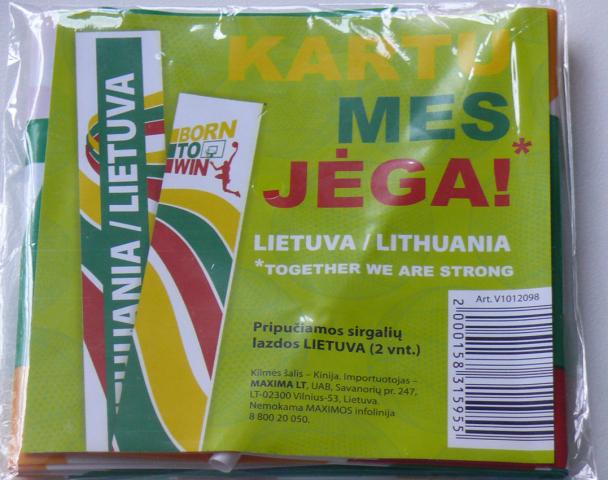 KARTU
MES
JĖGA!*
LIETUVA / LITHUANIA
*TOGETHER WE ARE STRONG
/ LIETUVA
BORN
TO
WIN
Art. V1012098
Pripučiamos sirgalių
lazdos LIETUVA (2 vnt.)
Kilmės šalis – Kinija. Importuotojas –
MAXIMA LT, UAB, Savanorių pr. 247,
LT-02300 Vilnius-53, Lietuva.
Nemokama MAXIMOS infolinija
8 800 20 050.
2000158315955